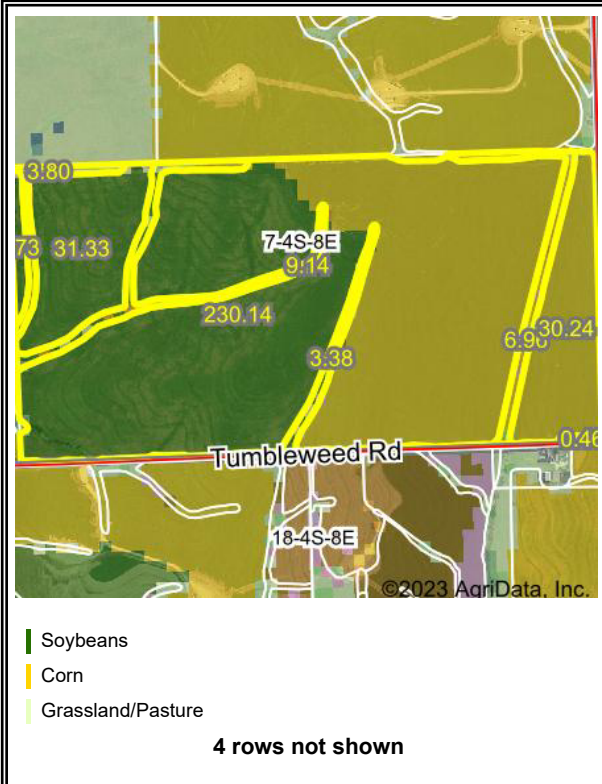 3.80
73 31.33
7-4S-8E
9.14
230.14
3.38
6.96
30.24
0.46
Tumbleweed Rd
18-4S-8E
©2023 AgriData, Inc.
Soybeans
Corn
Grassland/Pasture
4 rows not shown